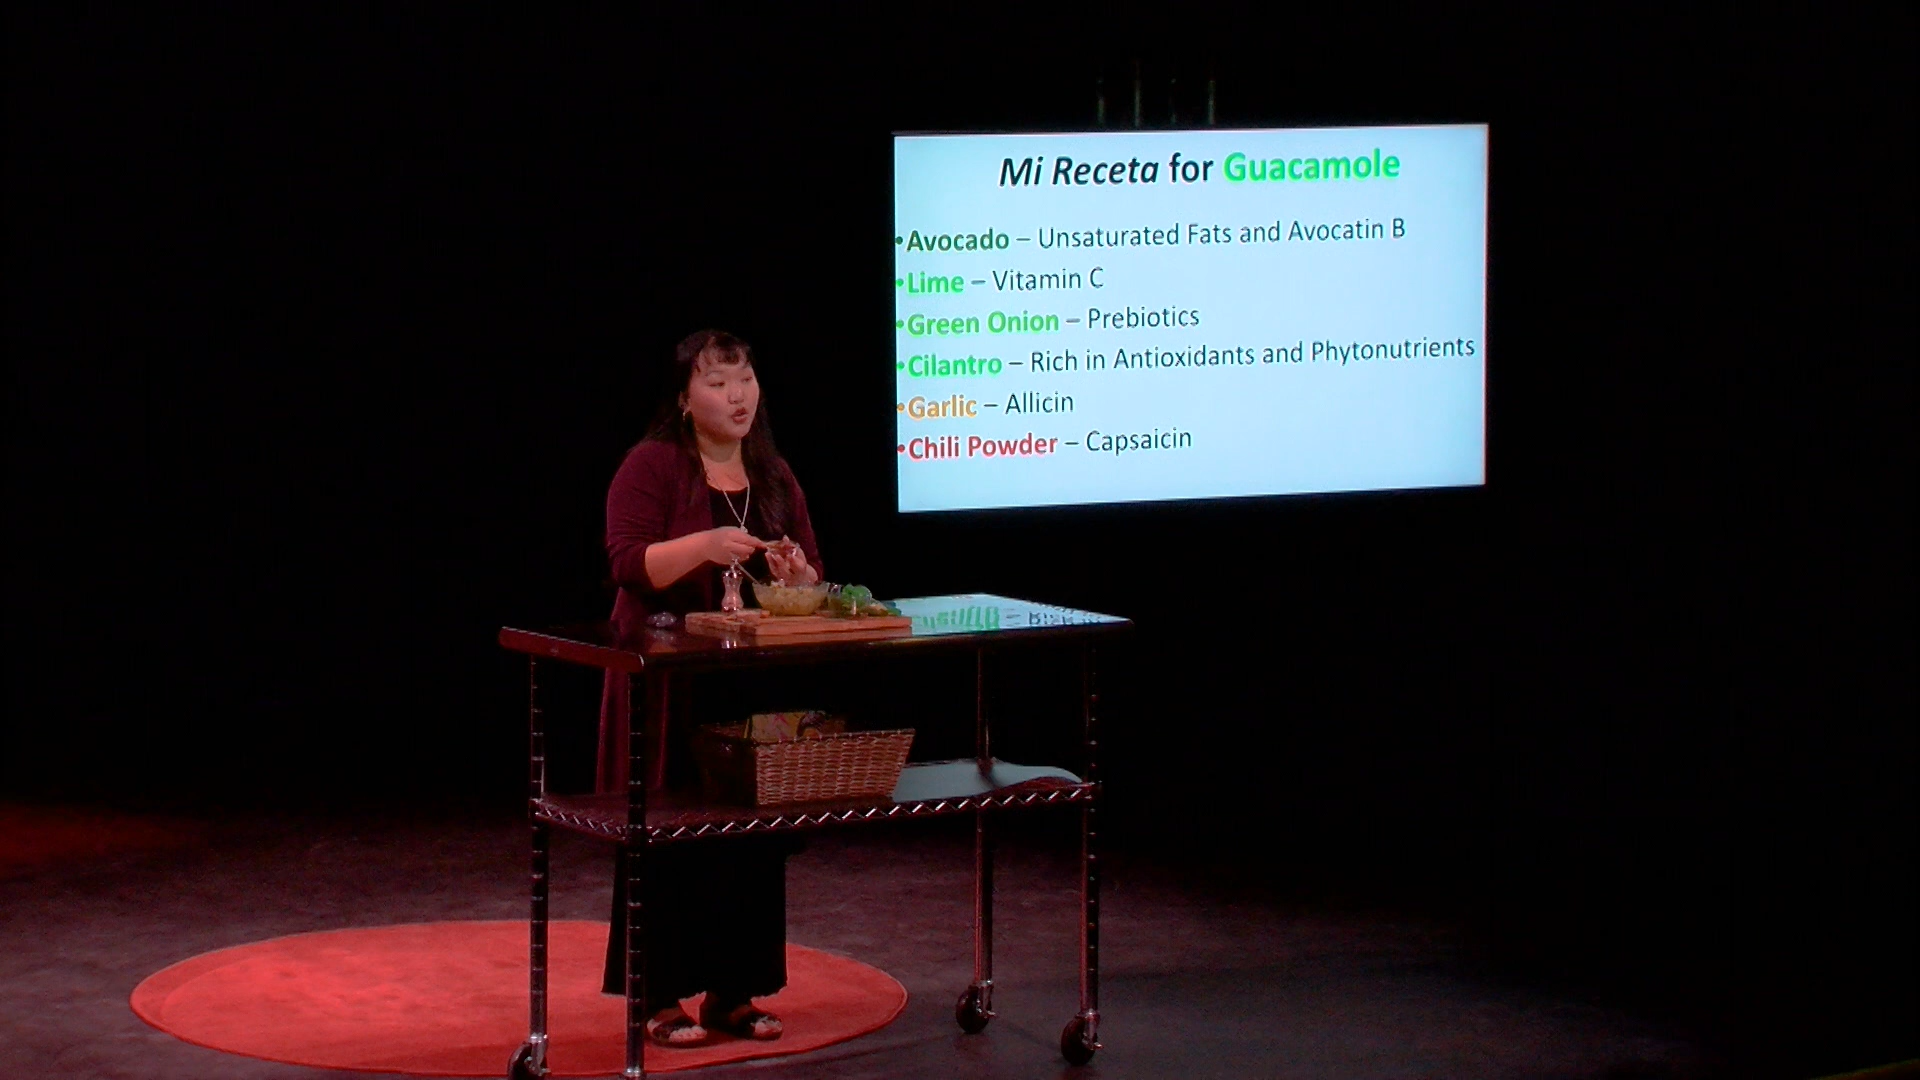 Mi Receta for Guacamole
•Avocado – Unsaturated Fats and Avocatin B
•Lime – Vitamin C
•Green Onion – Prebiotics
•Cilantro – Rich in Antioxidants and Phytonutrients
•Garlic – Allicin
•Chili Powder – Capsaicin